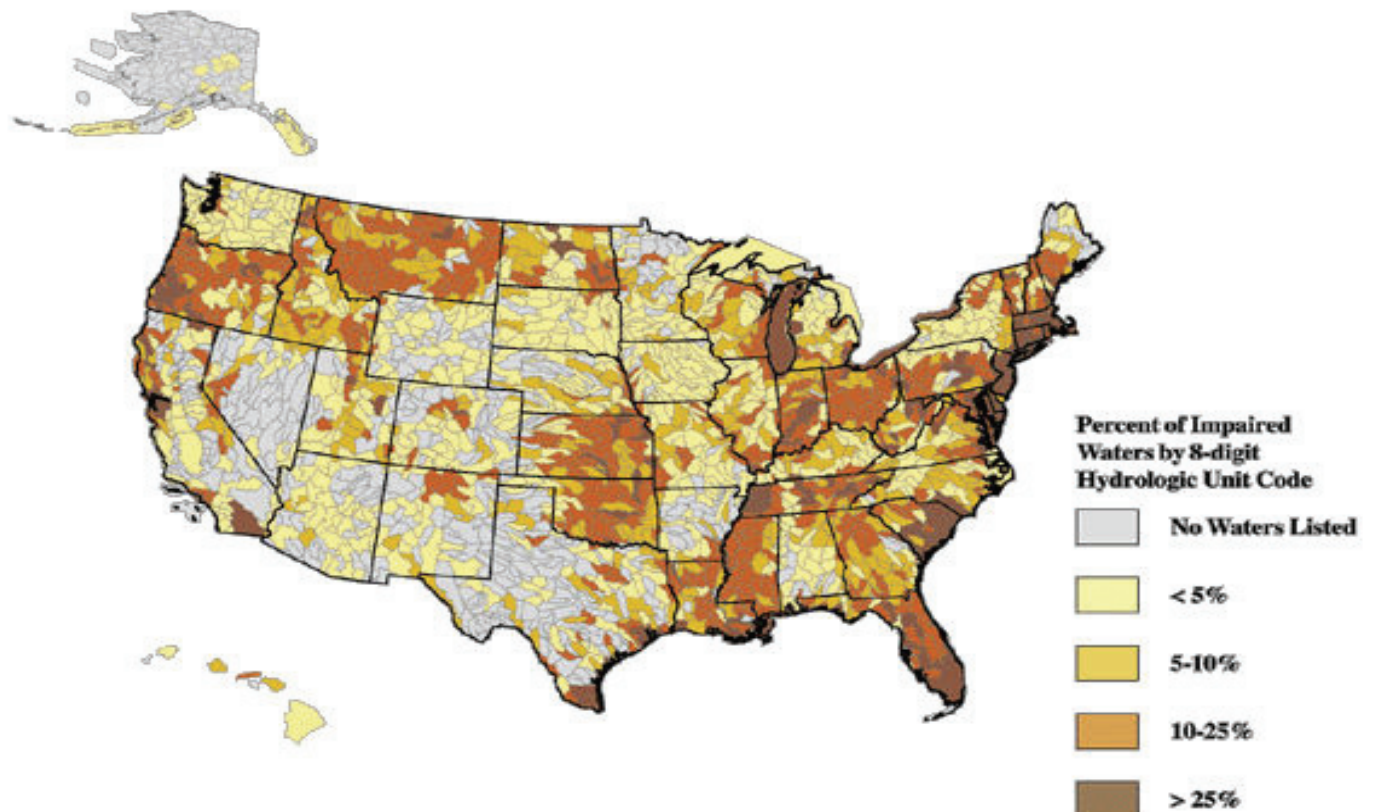 Percent of Impaired
Waters by 8-digit
Hydrologic Unit Code
No Waters Listed
< 5%
5-10%
10-25%
> 25%